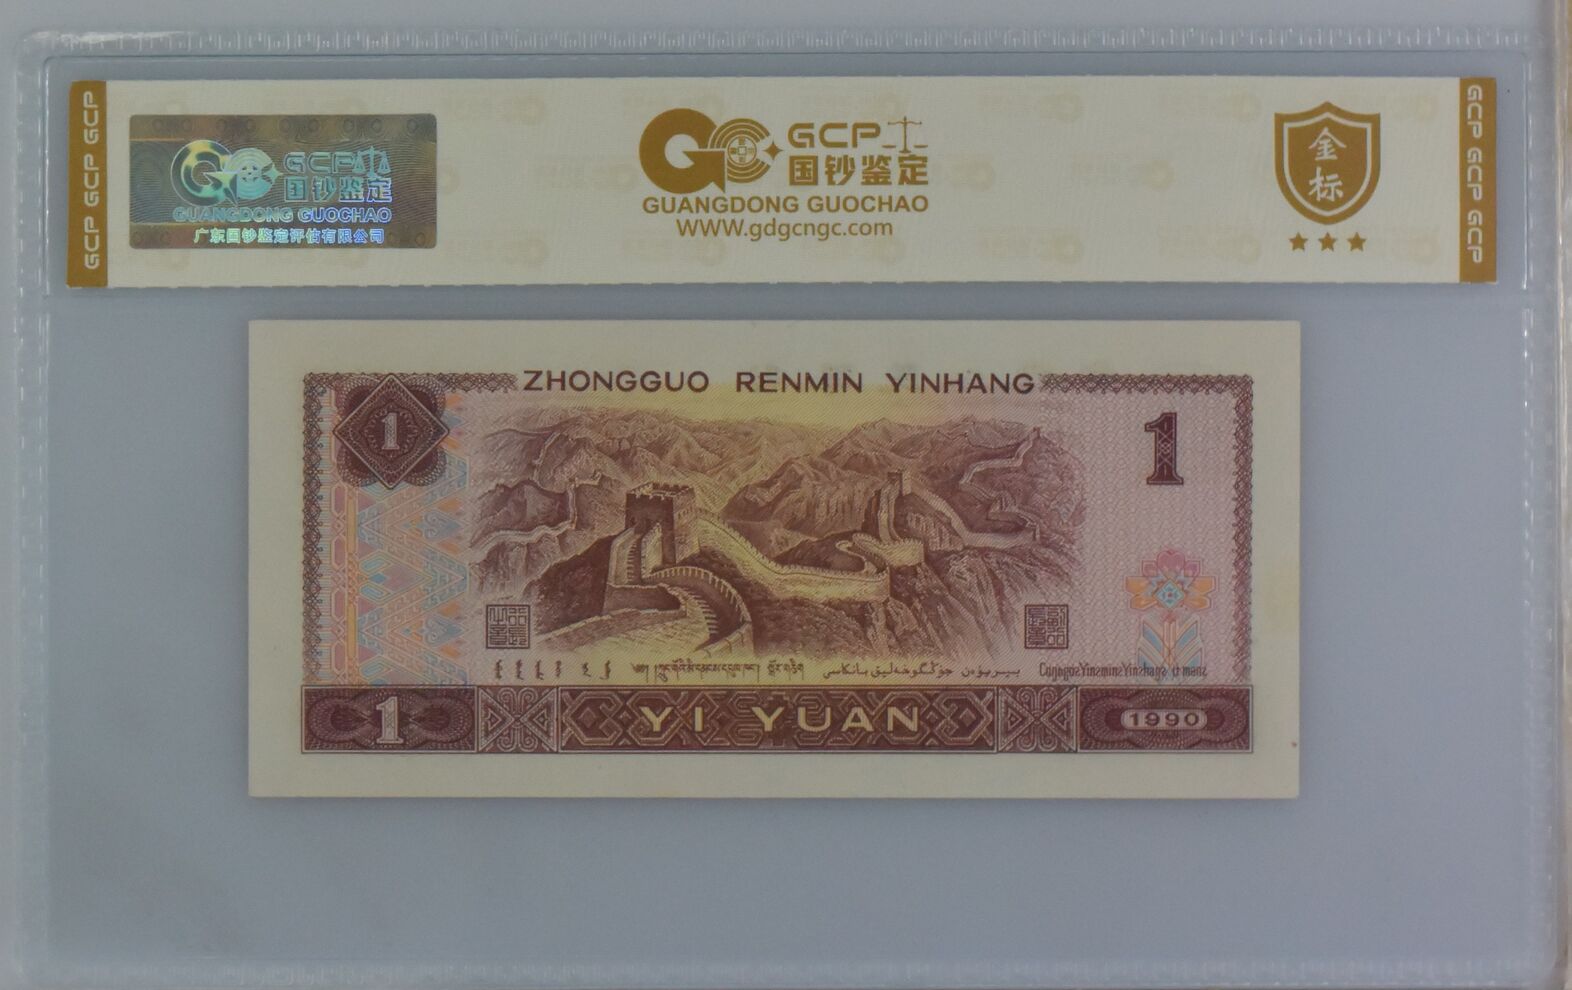 GCP GCP GCP
GCP
国钞鉴定
GUANGDONG GUOCHAO
广东国钞鉴定评估有限公司
GCP
国钞鉴定
GUANGDONG GUOCHAO
WWW.gdgcngc.com
金
标
GCP GCP GCP
ZHONGGUO RENMIN YINHANG
1
1
1
YI YUAN
1990